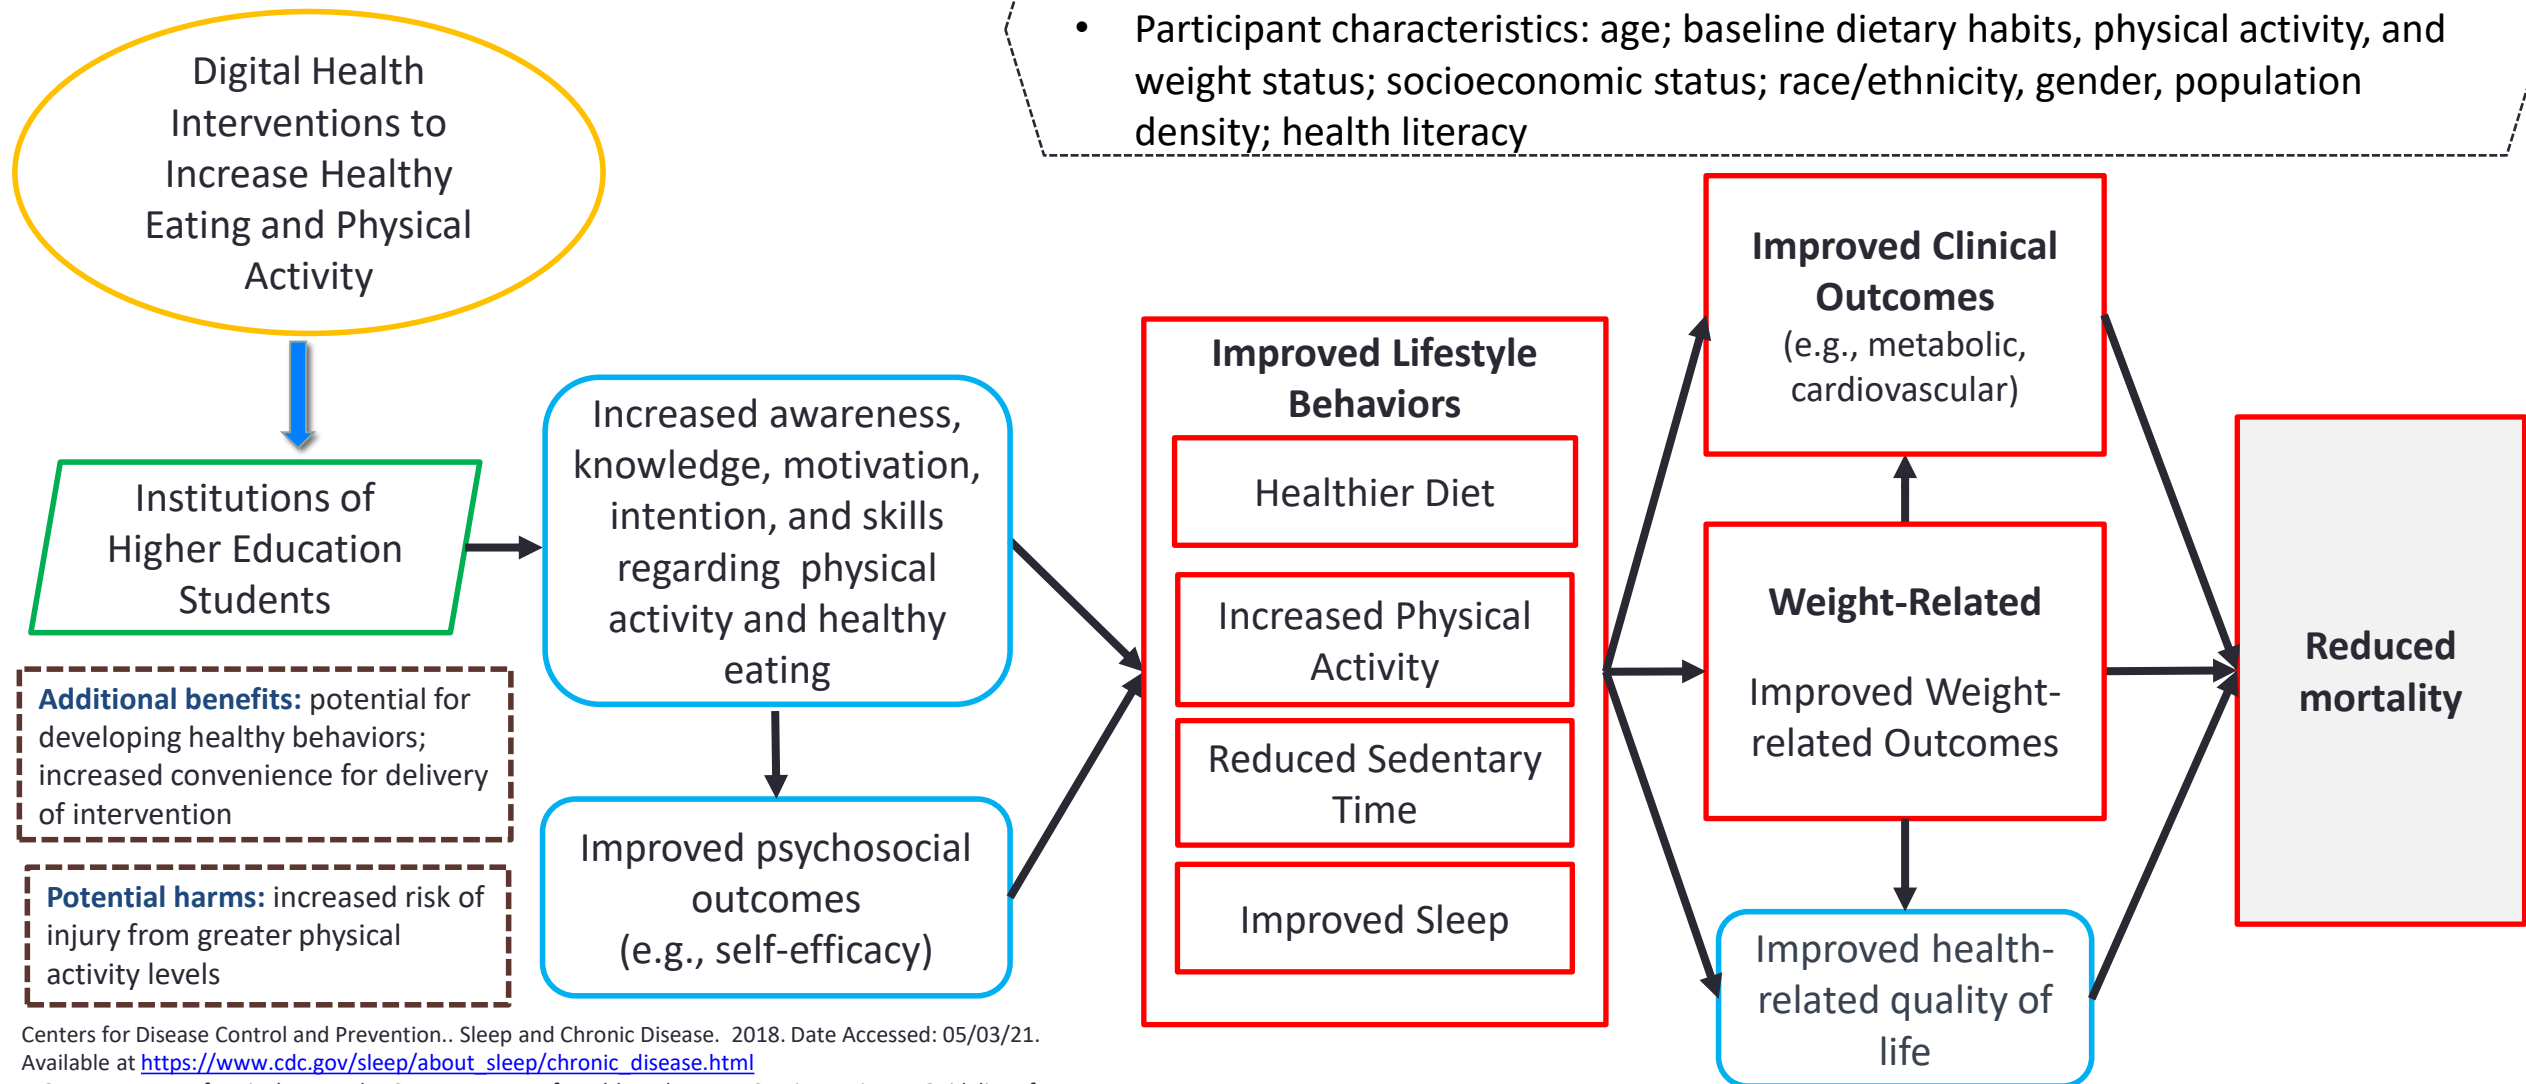 • Participant characteristics: age; baseline dietary habits, physical activity, and
weight status; socioeconomic status; race/ethnicity, gender, population
density; health literacy
Digital Health
Interventions to
Increase Healthy
Eating and Physical
Activity
Institutions of
Higher Education
Students
Additional benefits: potential for
developing healthy behaviors;
increased convenience for delivery
of intervention
Potential harms: increased risk of
injury from greater physical
activity levels
Increased awareness,
knowledge, motivation,
intention, and skills
regarding  physical
activity and healthy
eating
Improved psychosocial
outcomes
(e.g., self-efficacy)
Improved Lifestyle
Behaviors
Healthier Diet
Increased Physical
Activity
Reduced Sedentary
Time
Improved Sleep
Improved Clinical
Outcomes
(e.g., metabolic,
cardiovascular)
Weight-Related
Improved Weight-
related Outcomes
Improved health-
related quality of
life
Reduced
mortality
Centers for Disease Control and Prevention.. Sleep and Chronic Disease.  2018. Date Accessed: 05/03/21.
Available at https://www.cdc.gov/sleep/about_sleep/chronic_disease.html